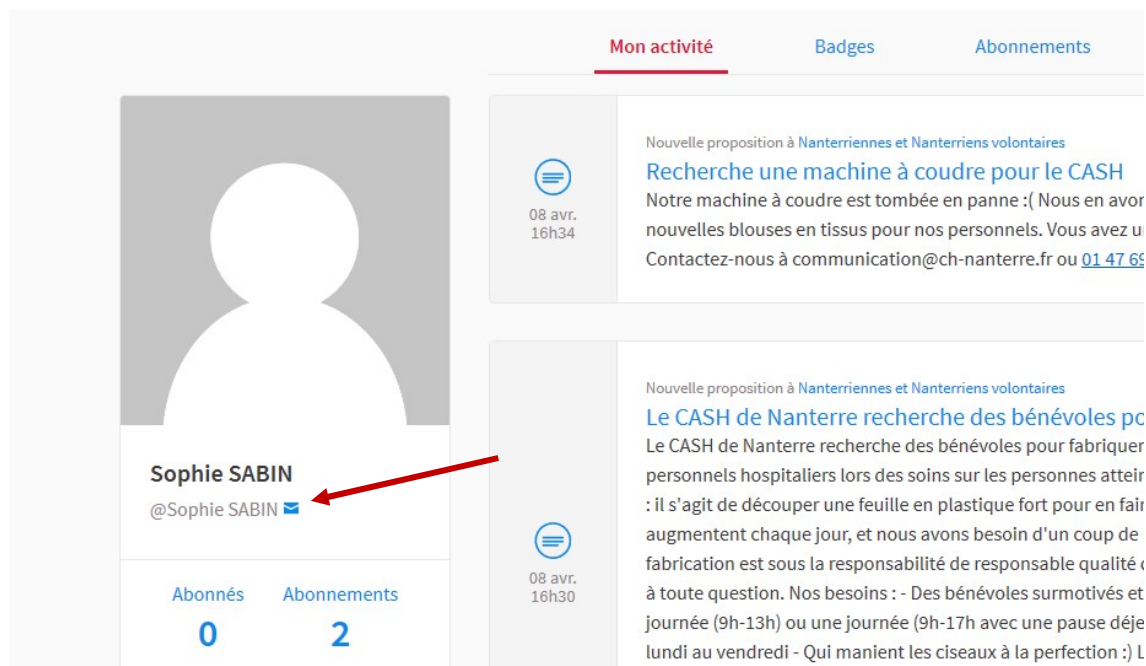 Mon activité Badges Abonnements
Nouvelle proposition à Nanterriennes et Nanterriens volontaires
Recherche une machine à coudre pour le CASH
Notre machine à coudre est tombée en panne :( Nous en
nouvelles blouses en tissus pour nos personnels. Vous avez
Contactez-nous à communication@ch-nanterre.fr ou 01 47 69
08 avr.
16h34
Sophie SABIN
@Sophie SABIN
Abonnés Abonnements
0 2
Nouvelle proposition à Nanterriennes et Nanterriens volontaires
Le CASH de Nanterre recherche des bénévoles
Le CASH de Nanterre recherche des bénévoles pour fabriquer
personnels hospitaliers lors des soins sur les personnes
: il s'agit de découper une feuille en plastique fort pour en
augmentent chaque jour, et nous avons besoin d'un coup de
fabrication est sous la responsabilité de responsable qualité
à toute question. Nos besoins : - Des bénévoles surmotivés et
journée (9h-13h) ou une journée (9h-17h avec une pause
lundi au vendredi - Qui manient les ciseaux à la perfection :)
08 avr.
16h30